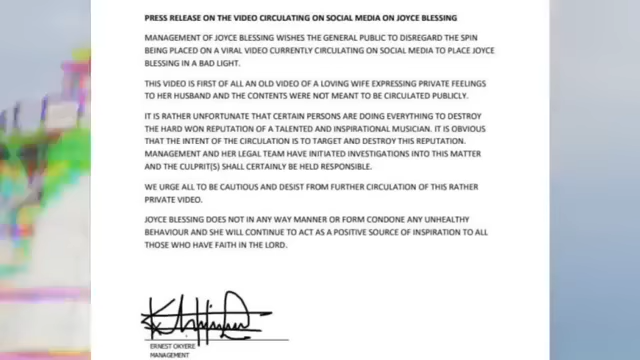 PRESS RELEASE ON THE VIDEO CIRCULATING ON SOCIAL MEDIA ON JOYCE BLESSING
MANAGEMENT OF JOYCE BLESSING WISHES THE GENERAL PUBLIC TO DISREGARD THE SPIN
BEING PLACED ON A VIRAL VIDEO CURRENTLY CIRCULATING ON SOCIAL MEDIA TO PLACE JOYCE
BLESSING IN A BAD LIGHT.
THIS VIDEO IS FIRST OF ALL AN OLD VIDEO OF A LOVING WIFE EXPRESSING PRIVATE FEELINGS
TO HER HUSBAND AND THE CONTENTS WERE NOT MEANT TO BE CIRCULATED PUBLICLY.
IT IS RATHER UNFORTUNATE THAT CERTAIN PERSONS ARE DOING EVERYTHING TO DESTROY
THE HARD WON REPUTATION OF A TALENTED AND INSPIRATIONAL MUSICIAN. IT IS OBVIOUS
THAT THE INTENT OF THE CIRCULATION IS TO TARGET AND DESTROY THIS REPUTATION.
MANAGEMENT AND HER LEGAL TEAM HAVE INITIATED INVESTIGATIONS INTO THIS MATTER
AND THE CULPRIT(S) SHALL CERTAINLY BE HELD RESPONSIBLE.
WE URGE ALL TO BE CAUTIOUS AND DESIST FROM FURTHER CIRCULATION OF THIS RATHER
PRIVATE VIDEO.
JOYCE BLESSING DOES NOT IN ANY WAY MANNER OR FORM CONDONE ANY UNHEALTHY
BEHAVIOUR AND SHE WILL CONTINUE TO ACT AS A POSITIVE SOURCE OF INSPIRATION TO ALL
THOSE WHO HAVE FAITH IN THE LORD.
ERNEST OKYERE
MANAGEMENT